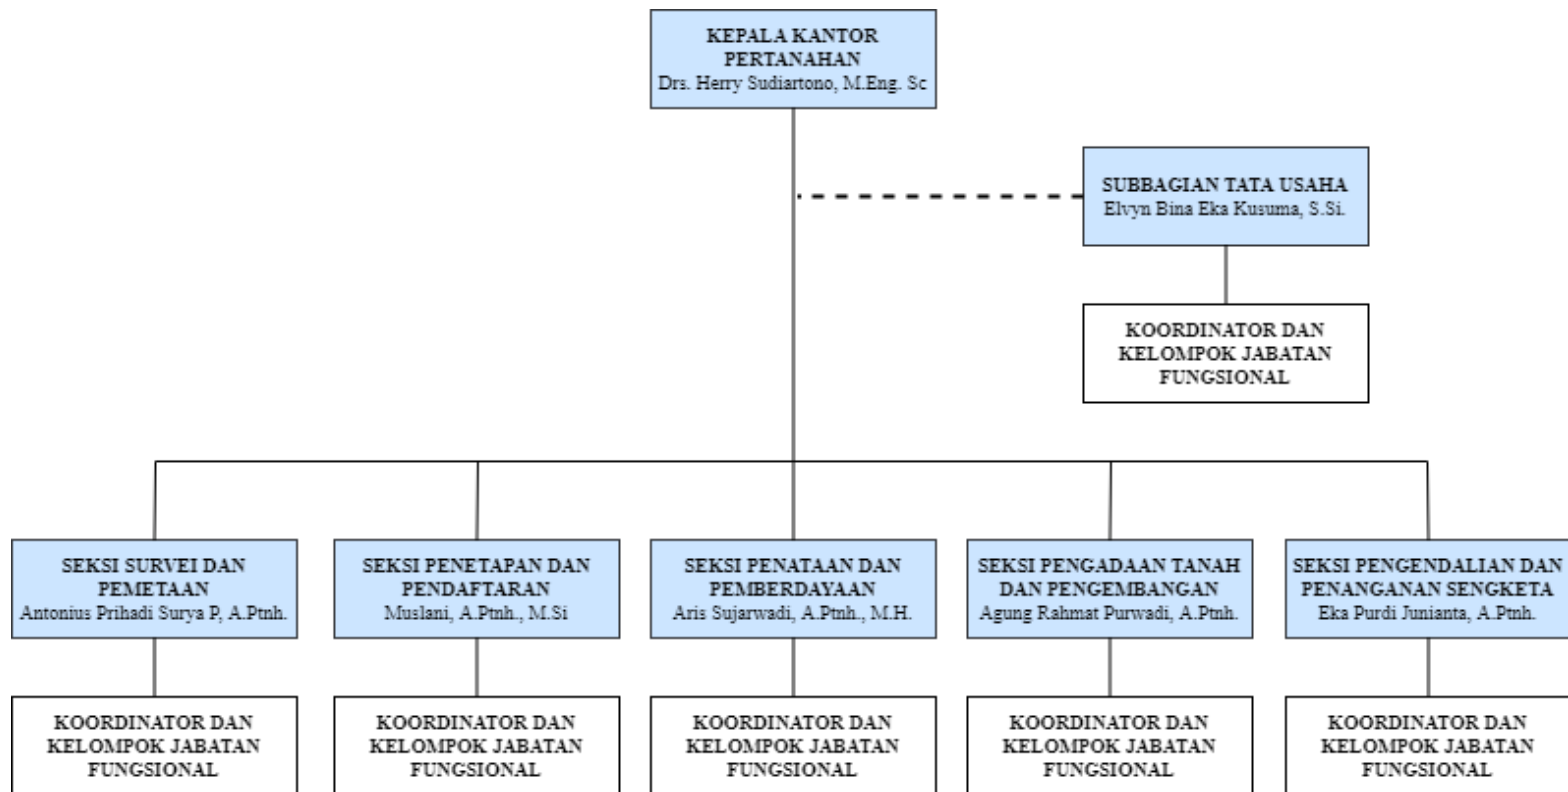 KEPALA KANTOR
PERTANAHAN
Drs. Herry Sudiartono, M.Eng. Sc
SUBBAGIAN TATA USAHA
Elvyn Bina Eka Kusuma, S.Si.
KOORDINATOR DAN
KELOMPOK JABATAN
FUNGSIONAL
SEKSI SURVEI DAN
PEMETAAN
Antonius Prihadi Surya P, A.Ptnh.
KOORDINATOR DAN
KELOMPOK JABATAN
FUNGSIONAL
SEKSI PENETAPAN DAN
PENDAFTARAN
Muslani, A.Ptnh., M.Si
KOORDINATOR DAN
KELOMPOK JABATAN
FUNGSIONAL
SEKSI PENATAAN DAN
PEMBERDAYAAN
Aris Sujarwadi, A.Ptnh., M.H.
KOORDINATOR DAN
KELOMPOK JABATAN
FUNGSIONAL
SEKSI PENGADAAN TANAH
DAN PENGEMBANGAN
Agung Rahmat Purwadi, A.Ptnh.
KOORDINATOR DAN
KELOMPOK JABATAN
FUNGSIONAL
SEKSI PENGENDALIAN DAN
PENANGANAN SENGKETA
Eka Purdi Junianta, A.Ptnh.
KOORDINATOR DAN
KELOMPOK JABATAN
FUNGSIONAL